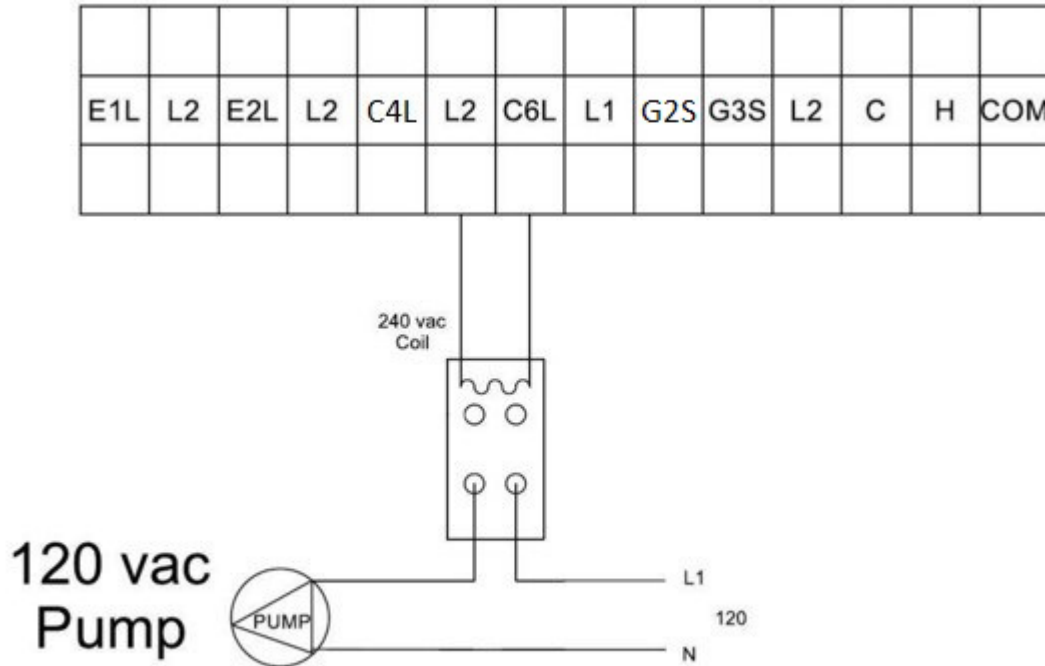 E1L L2 E2L L2 C4L L2 C6L L1 G2S G3S L2 C H COM
240 vac
Coil
120 vac
Pump
PUMP
L1
120
N